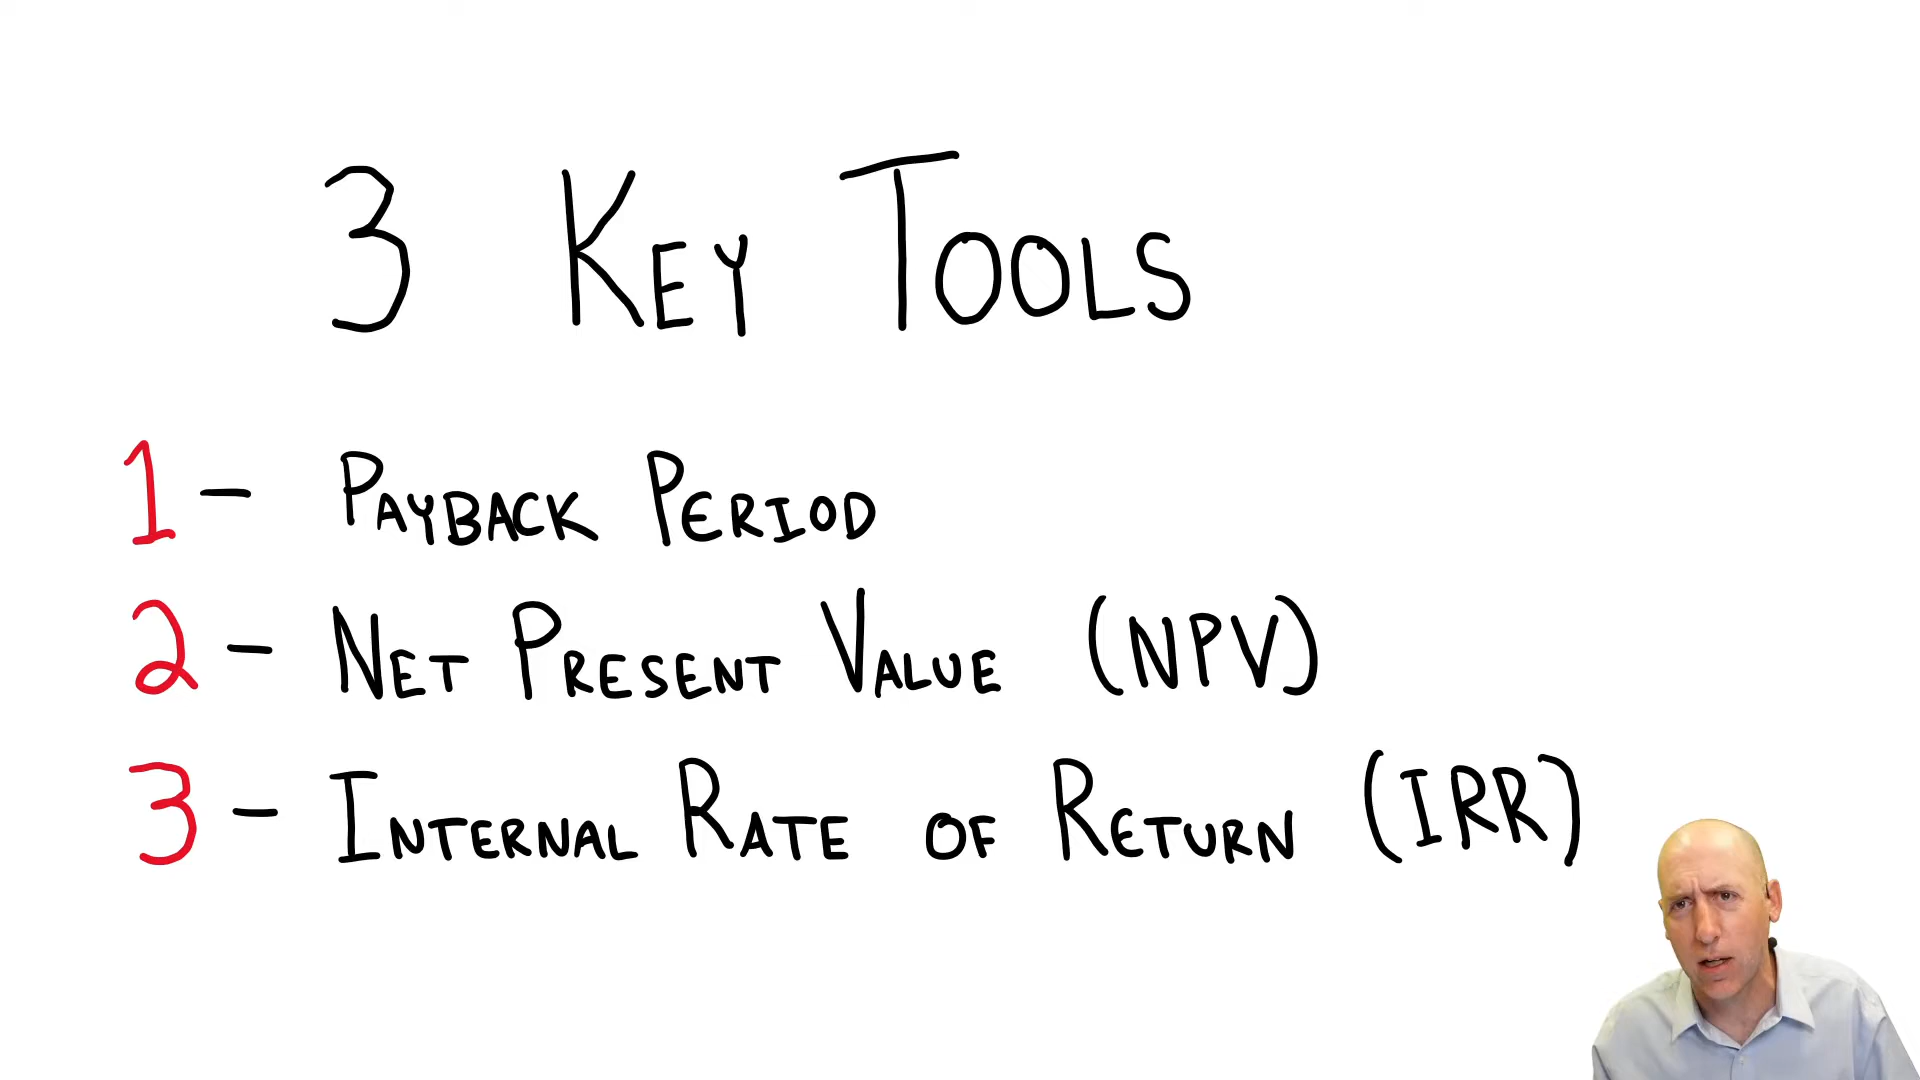 3 KEY TOOLS
1 - PAYBACK PERIOD
2 - NET PRESENT VALUE (NPV)
3 - INTERNAL RATE OF RETURN (IRR)